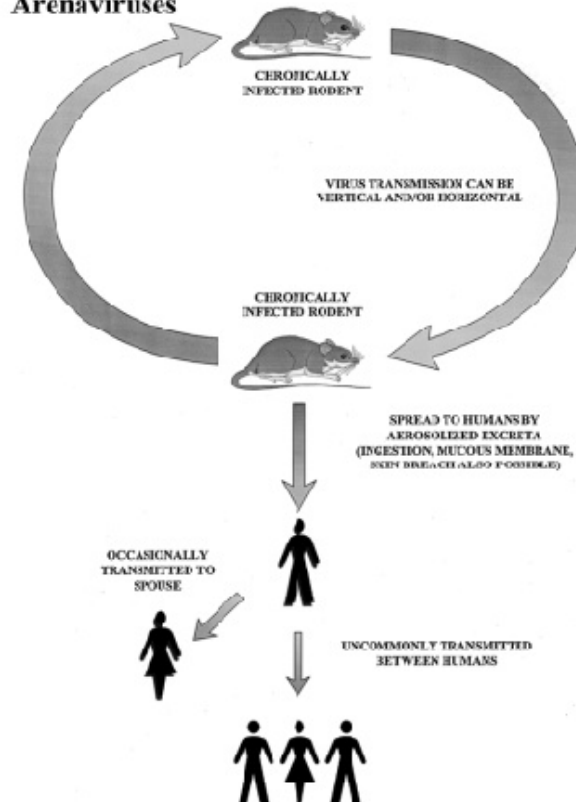 Arenaviruses
CHRONICALLY
INFECTED RODENT
VIRUS TRANSMISSION CAN BE
VERTICAL AND/OR HORIZONTAL
CHRONICALLY
INFECTED RODENT
SPREAD TO HUMANS BY
AEROSOLIZED EXCRETA
(INGESTION, MUCOUS MEMBRANE,
SKIN BREACH ALSO POSSIBLE)
OCCASIONALLY
TRANSMITTED TO
SPOUSE
UNCOMMONLY TRANSMITTED
BETWEEN HUMANS